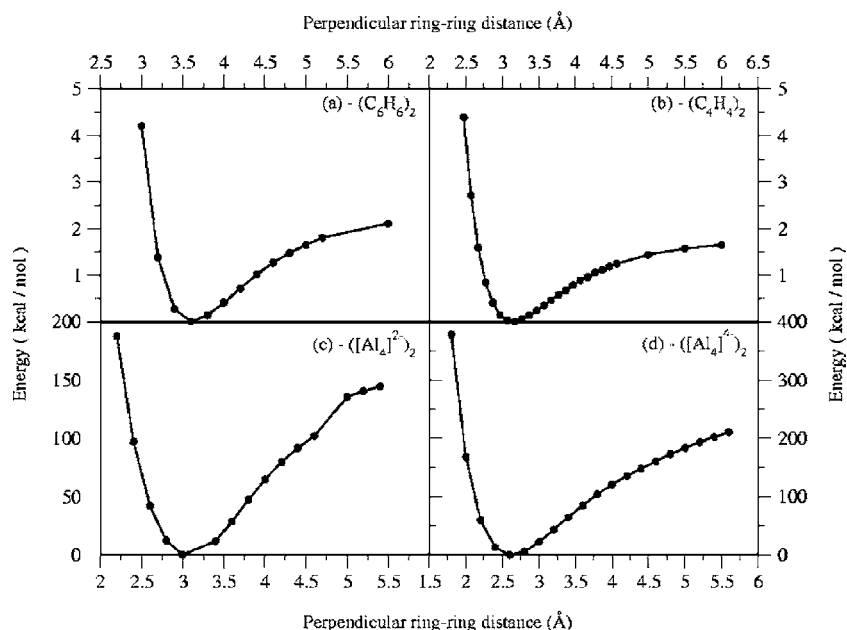 Perpendicular ring-ring distance (Å)
2.5 3 3.5 4 4.5 5 5.5 6 2 2.5 3 3.5 4 4.5 5 5.5 6 6.5
5 5
(a) - (C6H6)2 (b) - (C4H4)2
4 4
3 3
2 2
1 1
200 400
(c) - ([Al4]2-)2 (d) - ([Al4]4-)2
150 300
100 200
50 100
0 0
2 2.5 3 3.5 4 4.5 5 5.5 1.5 2 2.5 3 3.5 4 4.5 5 5.5 6
Perpendicular ring-ring distance (Å)
Energy ( kcal / mol )
Energy ( kcal / mol )